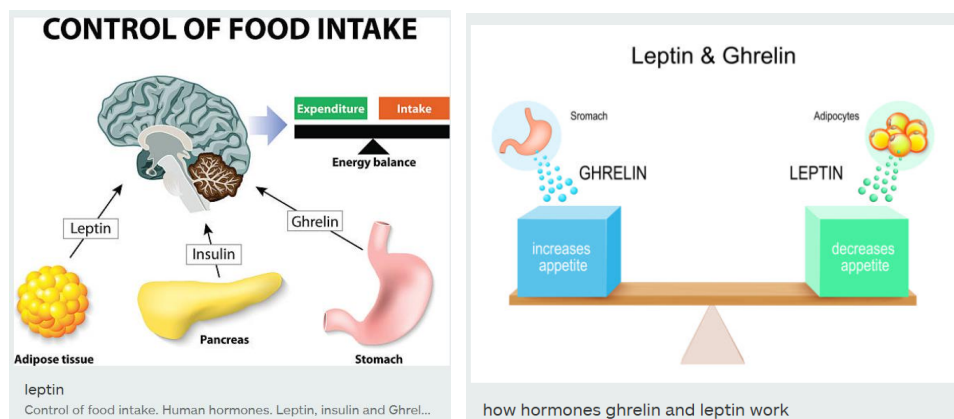 CONTROL OF FOOD INTAKE
Expenditure
Intake
Energy balance
Leptin
Insulin
Ghrelin
Adipose tissue
Pancreas
Stomach
leptin
Control of food intake. Human hormones. Leptin, insulin and Ghrel...
Leptin & Ghrelin
Sromach
Adipocytes
GHRELIN
LEPTIN
increases
appetite
decreases
appetite
how hormones ghrelin and leptin work